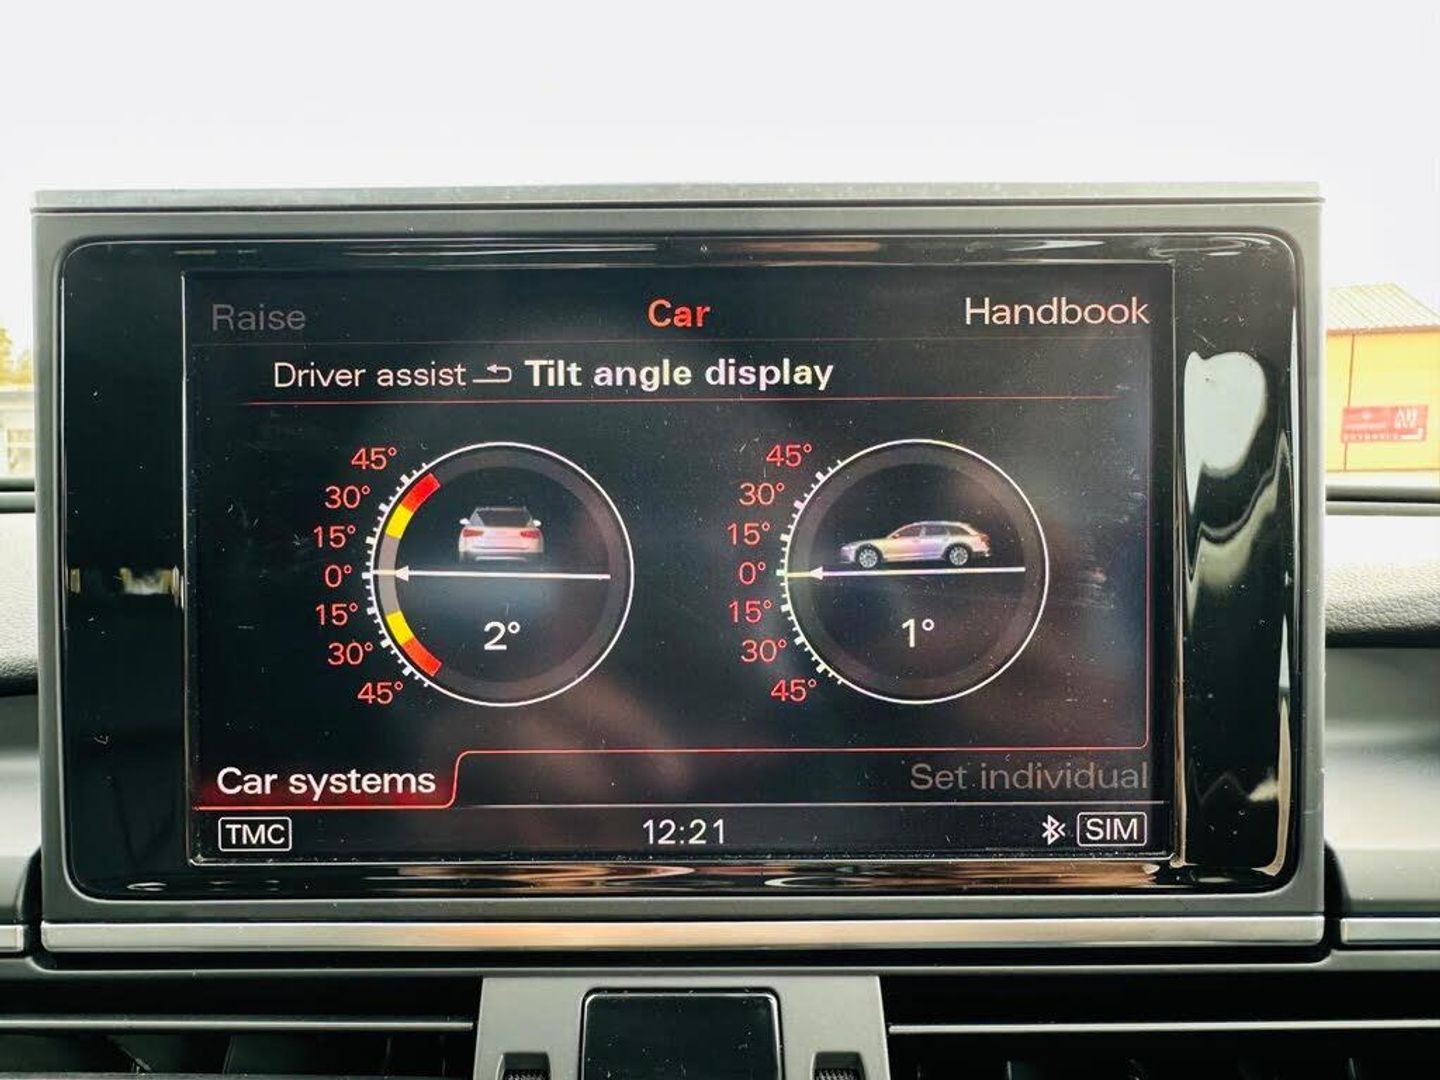 Raise Car Handbook
Driver assist Tilt angle display
45° 45°
30° 30°
15° 15°
0° 0°
15° 15°
2° 1°
30° 30°
45° 45°
Car systems Set individual
TMC 12:21 SIM